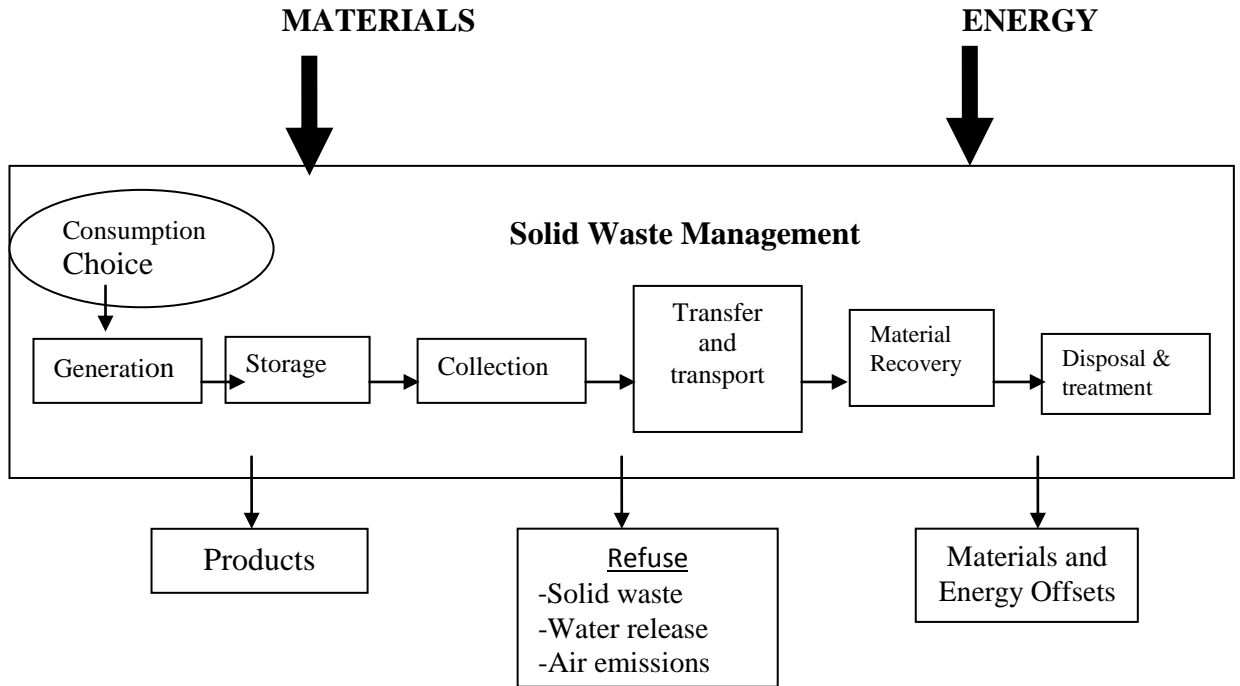 MATERIALS
ENERGY
Solid Waste Management
Consumption
Choice
Generation
Storage
Collection
Transfer
and
transport
Material
Recovery
Disposal &
treatment
Products
Refuse
-Solid waste
-Water release
-Air emissions
Materials and
Energy Offsets